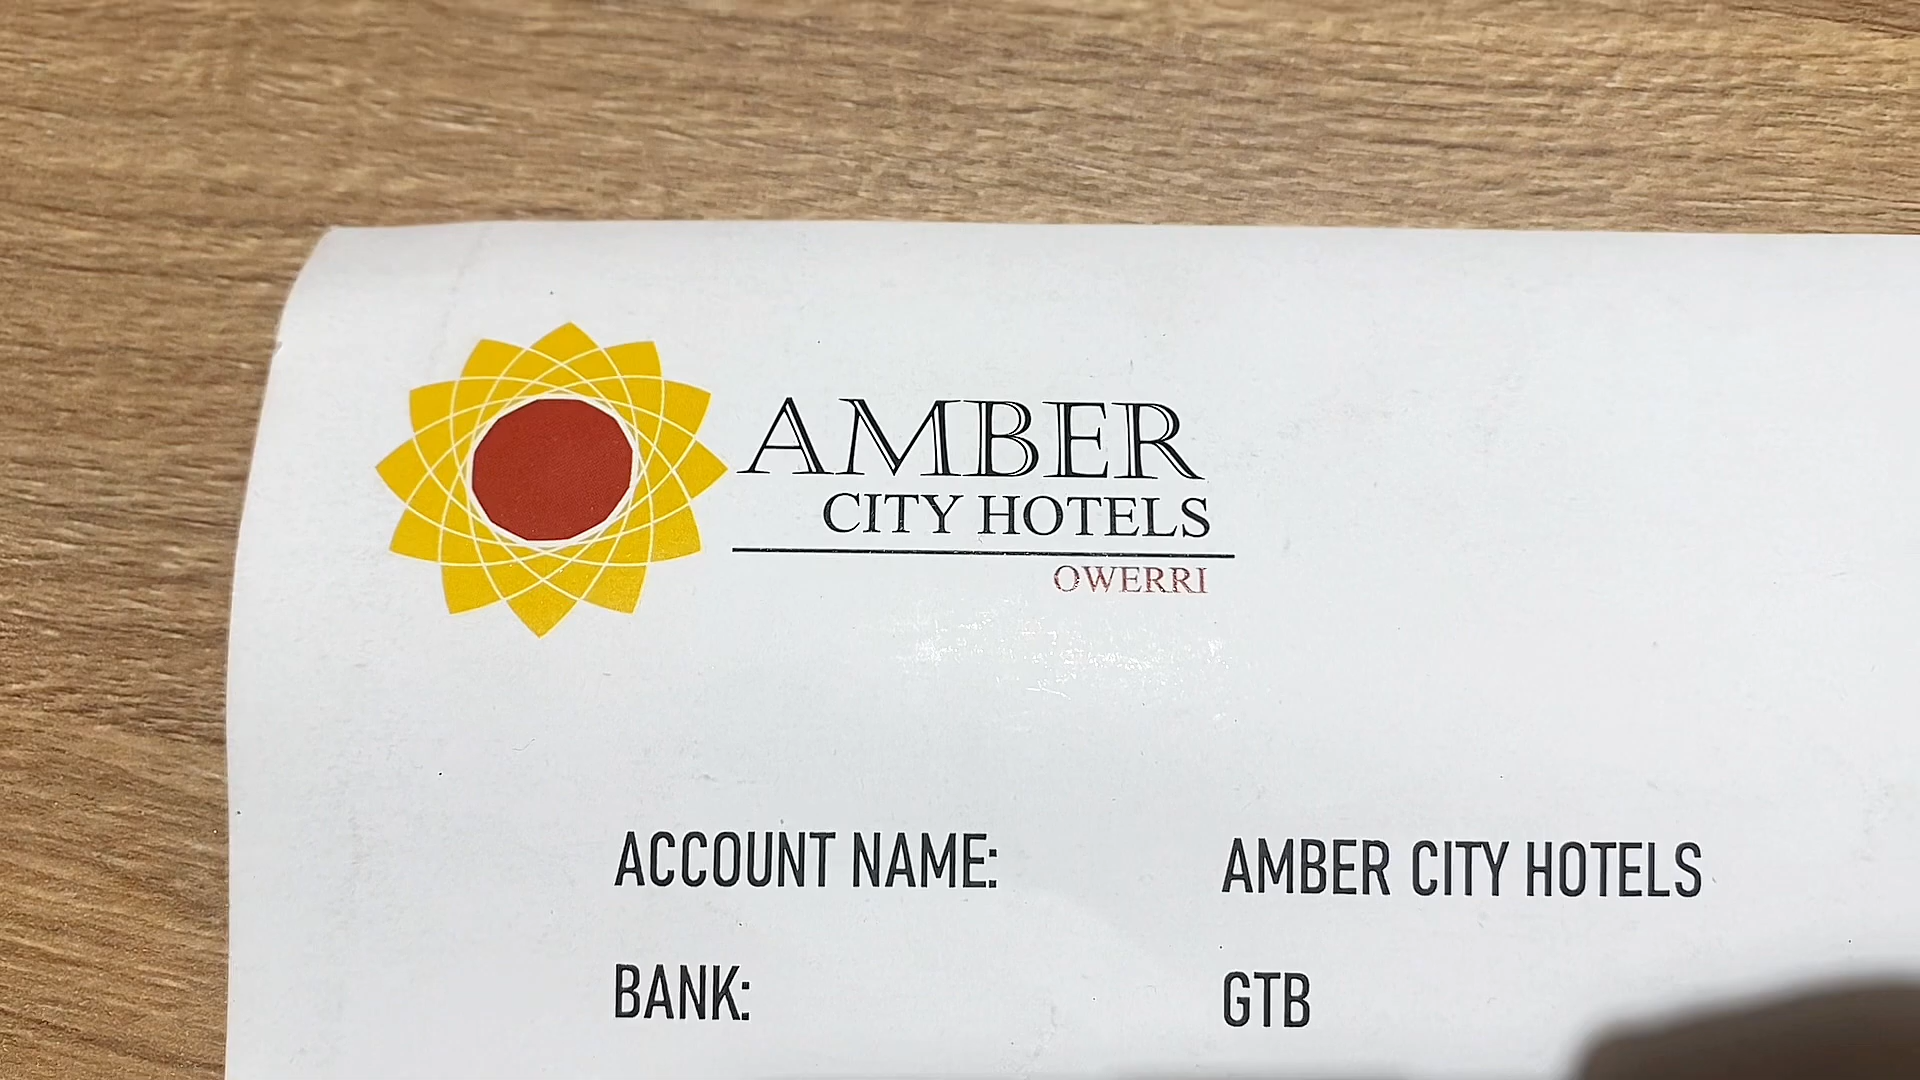 AMBER
CITY HOTELS
OWERRI
ACCOUNT NAME: AMBER CITY HOTELS
BANK: GTB